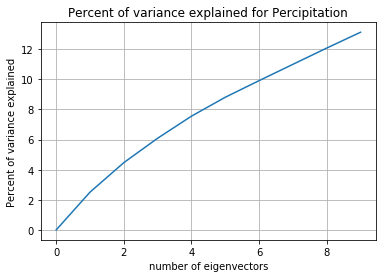 Percent of variance explained for Percipitation
Percent of variance explained
12
10
8
6
4
2
0
0 2 4 6 8
number of eigenvectors